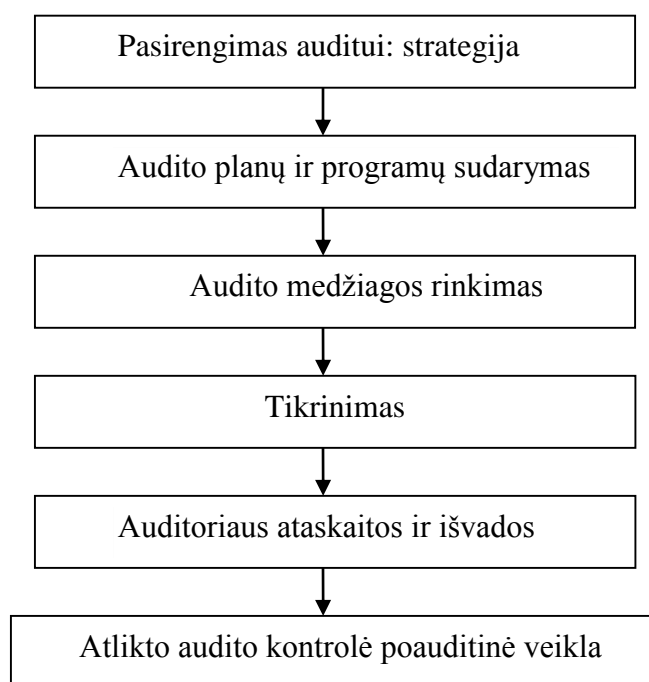 Pasirengimas auditui: strategija
Audito planų ir programų sudarymas
Audito medžiagos rinkimas
Tikrinimas
Auditoriaus ataskaitos ir išvados
Atlikto audito kontrolė poauditinė veikla